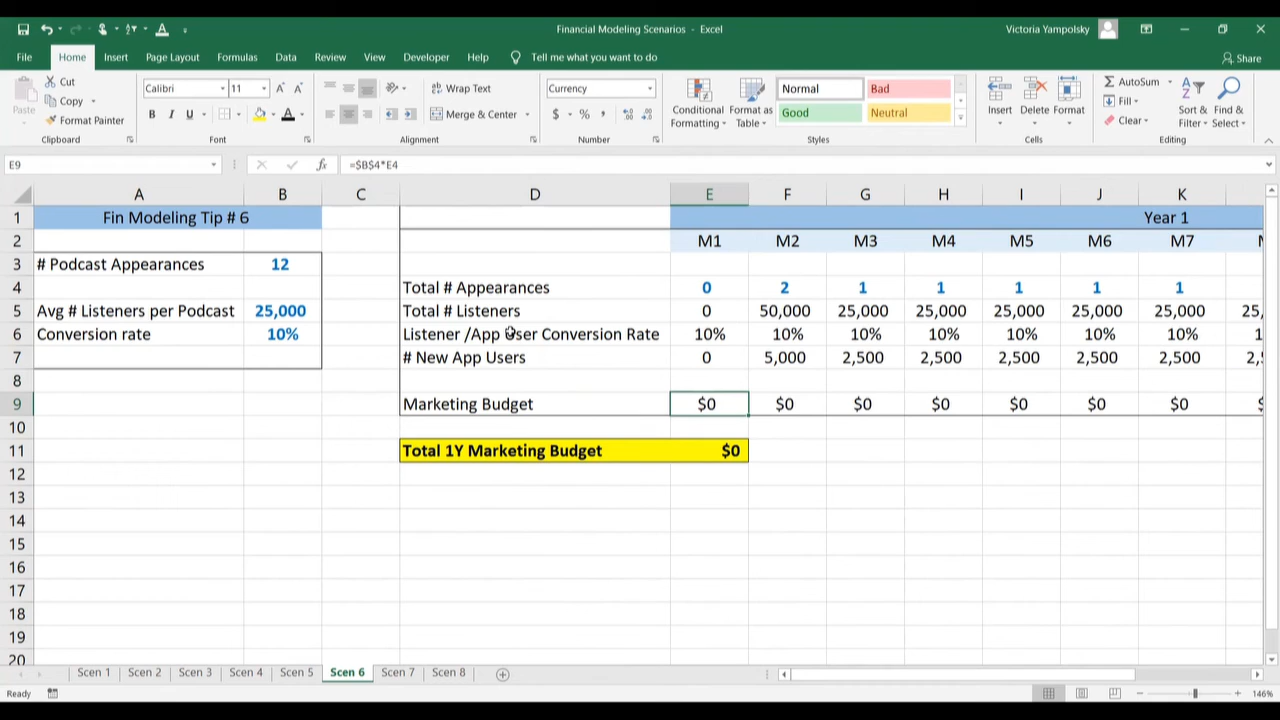 Financial Modeling Scenarios - Excel
Victoria Yampolsky
File Home Insert Page Layout Formulas Data Review View Developer Help Tell me what you want to do Share
Paste
Cut
Copy
Format Painter
Clipboard
Calibri 11
B I U
Font
Wrap Text
Merge & Center
Alignment
Currency
$ % ,
Number
Conditional Formatting
Format as Table
Normal Bad
Good Neutral
Styles
Insert Delete Format
Cells
AutoSum
Fill
Clear
Sort & Filter
Find & Select
Editing
E9 fx =$B$4*E4
A B C D E F G H I J K
1 Fin Modeling Tip # 6 Year 1
2 M1 M2 M3 M4 M5 M6 M7
3 # Podcast Appearances 12
4 Total # Appearances 0 2 1 1 1 1 1
5 Avg # Listeners per Podcast 25,000 Total # Listeners 0 50,000 25,000 25,000 25,000 25,000 25,000 25,
6 Conversion rate 10% Listener /App User Conversion Rate 10% 10% 10% 10% 10% 10% 10% 1
7 # New App Users 0 5,000 2,500 2,500 2,500 2,500 2,500 2,
8
9 Marketing Budget $0 $0 $0 $0 $0 $0 $0 $
10
11 Total 1Y Marketing Budget $0
12
13
14
15
16
17
18
19
20
Scen 1 Scen 2 Scen 3 Scen 4 Scen 5 Scen 6 Scen 7 Scen 8
Ready 146%